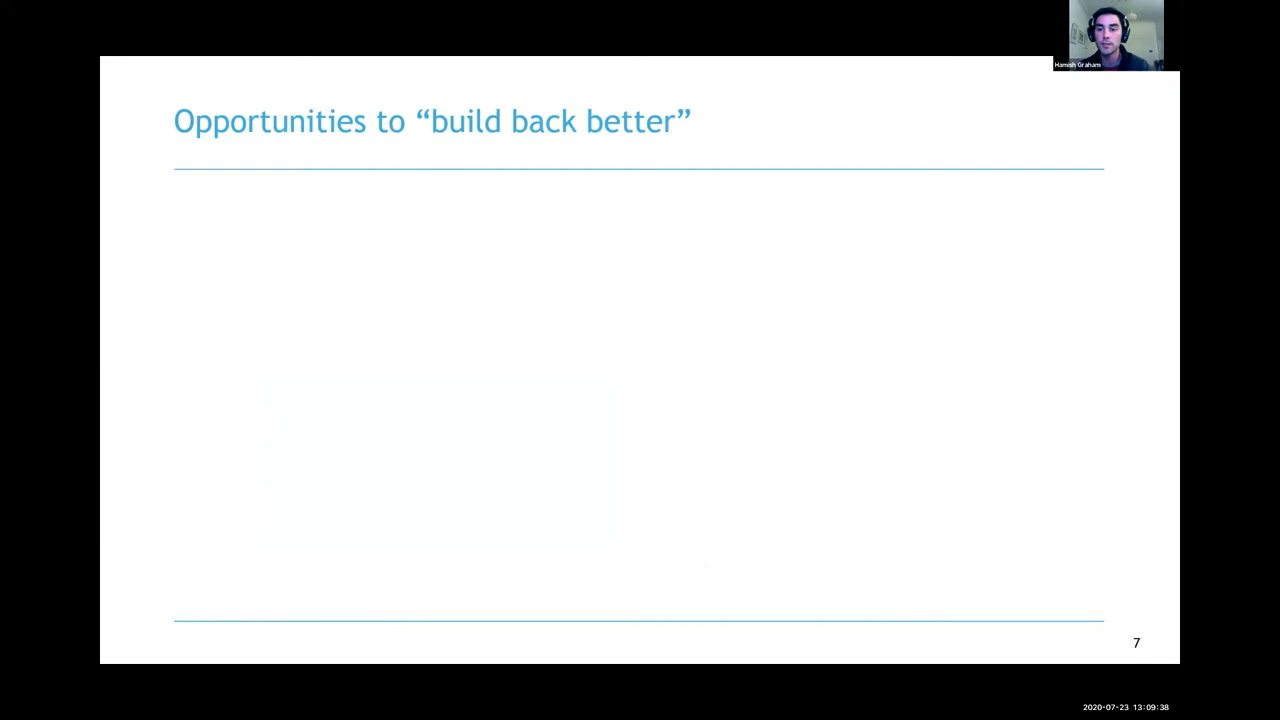 Hamish Graham
Opportunities to “build back better”
7
2020-07-23 13:09:38